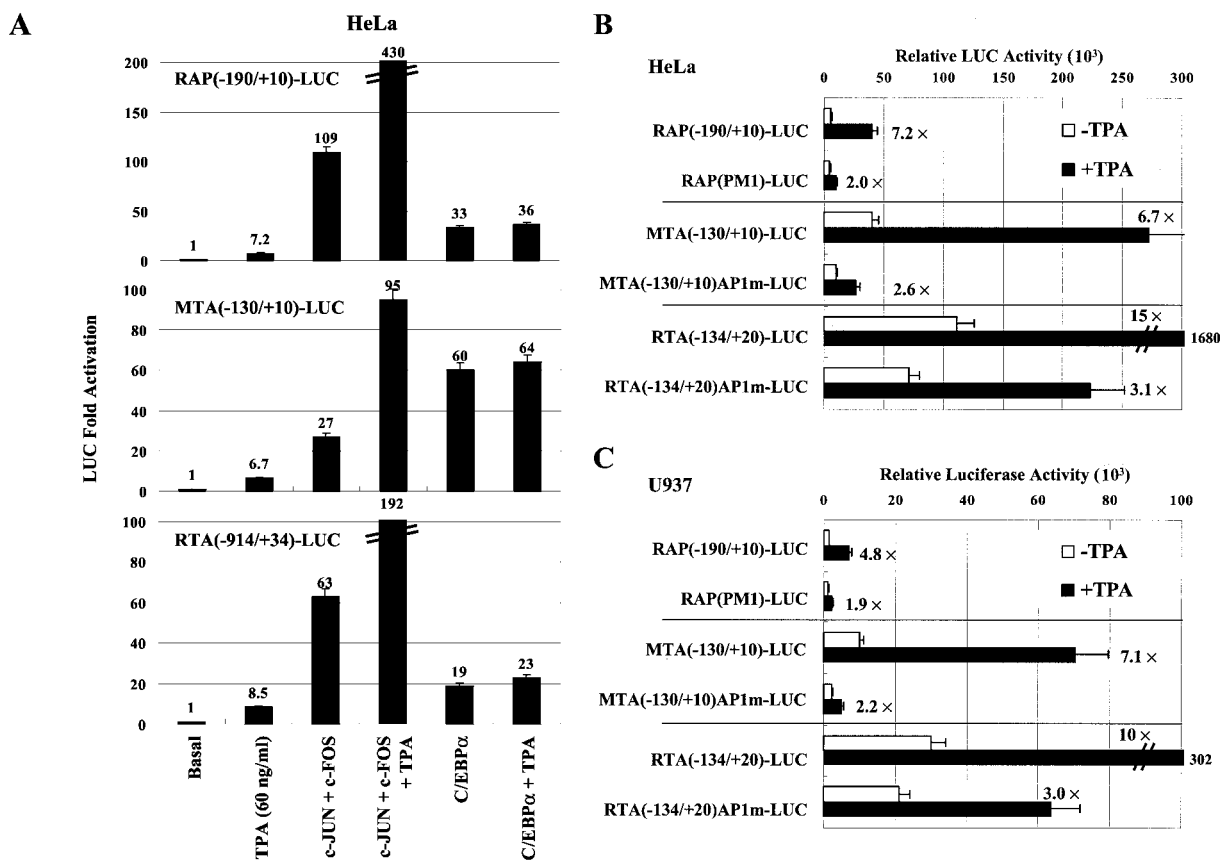 A
HeLa
LUC Fold Activation
RAP(-190/+10)-LUC
200
150
100
50
0
1
7.2
109
430
33
36
MTA(-130/+10)-LUC
100
80
60
40
20
0
1
6.7
27
95
60
64
RTA(-914/+34)-LUC
100
80
60
40
20
0
1
8.5
63
192
19
23
Basal
TPA (60 ng/ml)
c-JUN + c-FOS
c-JUN + c-FOS
+ TPA
C/EBPα
C/EBPα + TPA
B
Relative LUC Activity (10³)
HeLa
0 50 100 150 200 250 300
-TPA
+TPA
RAP(-190/+10)-LUC
7.2 ×
RAP(PM1)-LUC
2.0 ×
MTA(-130/+10)-LUC
6.7 ×
MTA(-130/+10)AP1m-LUC
2.6 ×
RTA(-134/+20)-LUC
15 ×
1680
RTA(-134/+20)AP1m-LUC
3.1 ×
C
Relative Luciferase Activity (10³)
U937
0 20 40 60 80 100
-TPA
+TPA
RAP(-190/+10)-LUC
4.8 ×
RAP(PM1)-LUC
1.9 ×
MTA(-130/+10)-LUC
7.1 ×
MTA(-130/+10)AP1m-LUC
2.2 ×
RTA(-134/+20)-LUC
10 ×
302
RTA(-134/+20)AP1m-LUC
3.0 ×